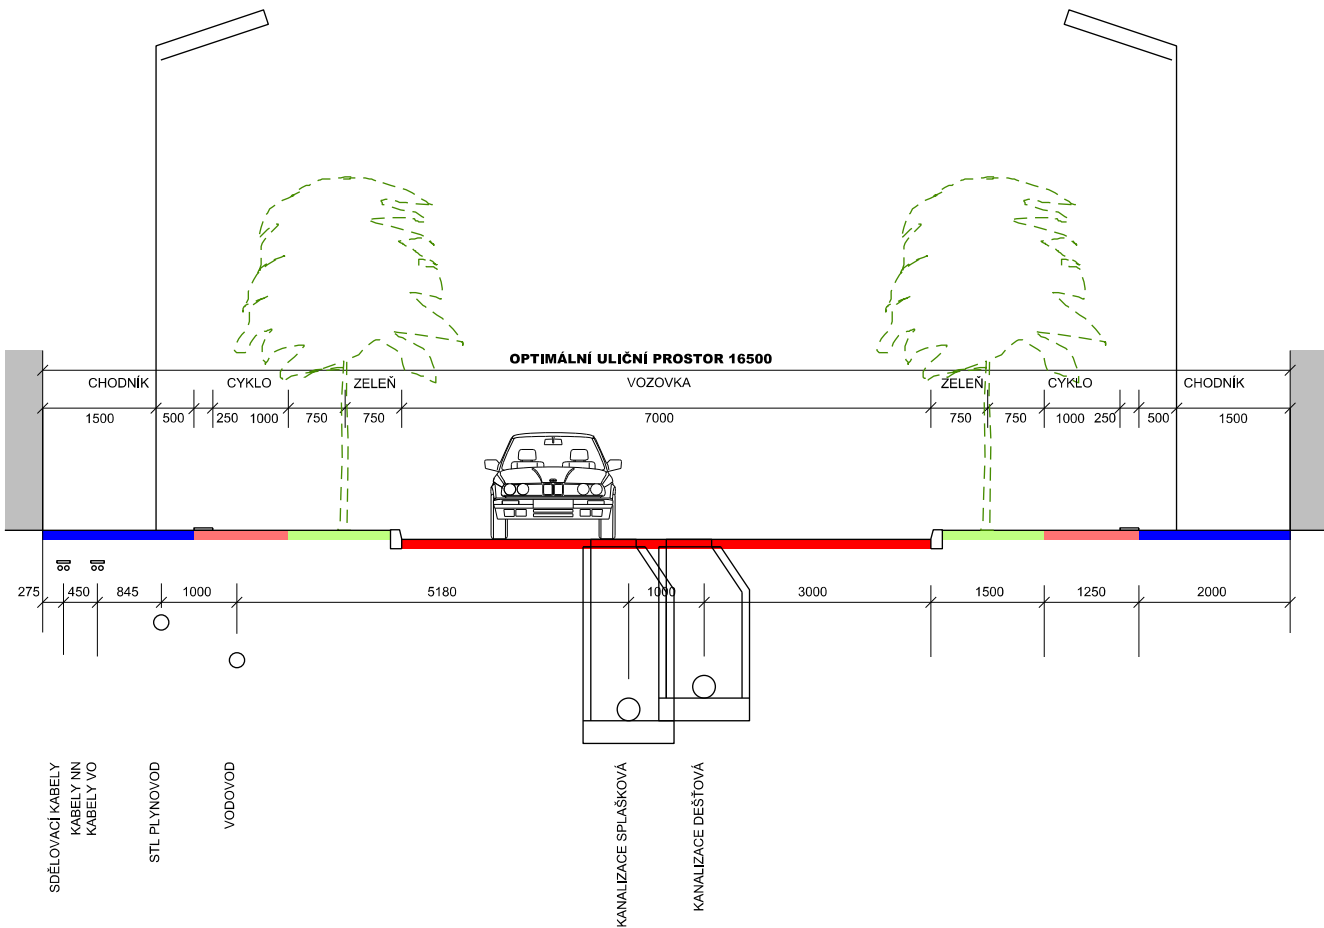 OPTIMÁLNÍ ULIČNÍ PROSTOR 16500
CHODNÍK CYKLO ZELEŇ VOZOVKA ZELEŇ CYKLO CHODNÍK
1500 500 250 1000 750 750 7000 750 750 1000 250 500 1500
275 450 845 1000 5180 1000 3000 1500 1250 2000
SDĚLOVACÍ KABELY
KABELY NN
KABELY VO
STL PLYNOVOD
VODOVOD
KANALIZACE SPLAŠKOVÁ
KANALIZACE DEŠŤOVÁ